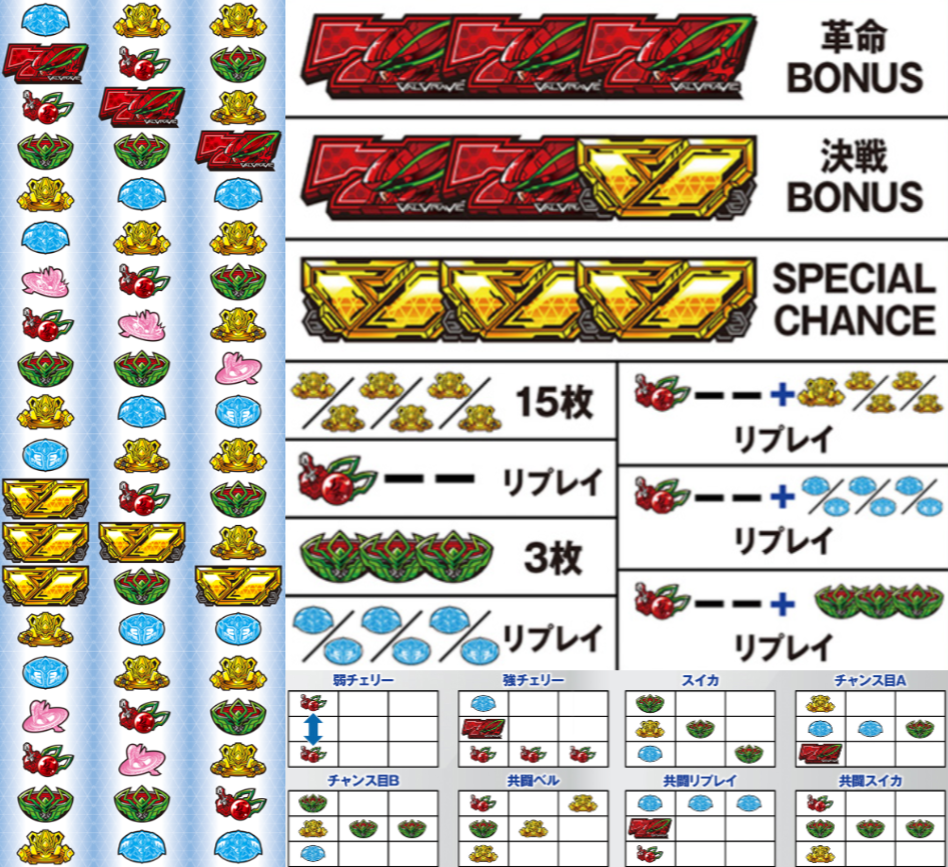 革命
BONUS
決戦
BONUS
SPECIAL
CHANCE
15枚
リプレイ
3枚
リプレイ
リプレイ
リプレイ
リプレイ
弱チェリー
強チェリー
スイカ
チャンス目A
チャンス目B
共闘ベル
共闘リプレイ
共闘スイカ